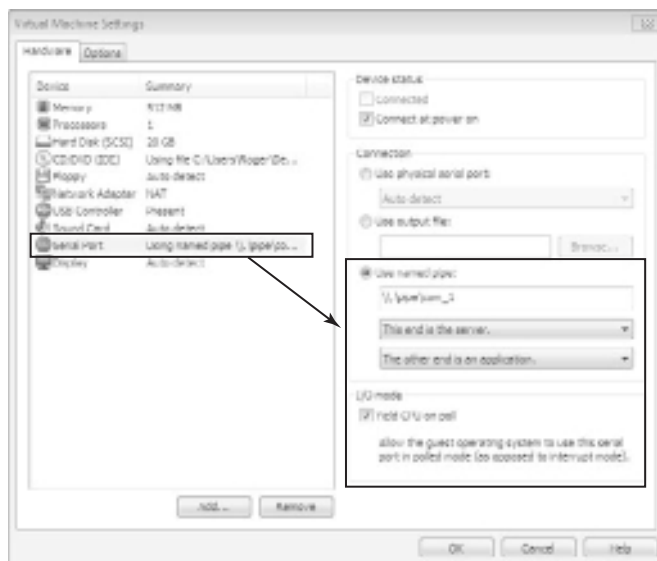 Virtual Machine Settings
Hardware Options
Device Summary
Memory 512 MB
Processors 1
Hard Disk (SCSI) 20 GB
CD/DVD (IDE) Using file C:/Users/Roger/De...
Floppy Auto detect
Network Adapter NAT
USB Controller Present
Sound Card Auto detect
Serial Port Using named pipe \\.\pipe\co...
Display Auto detect
Add... Remove
Device status
Connected
Connect at power on
Connection
Use physical serial port:
Auto detect
Use output file:
Browse...
Use named pipe:
\\.\pipe\com_1
This end is the server.
The other end is an application.
I/O mode
Yield CPU on poll
Allow the guest operating system to use this serial
port in polled mode (as opposed to interrupt mode).
OK Cancel Help